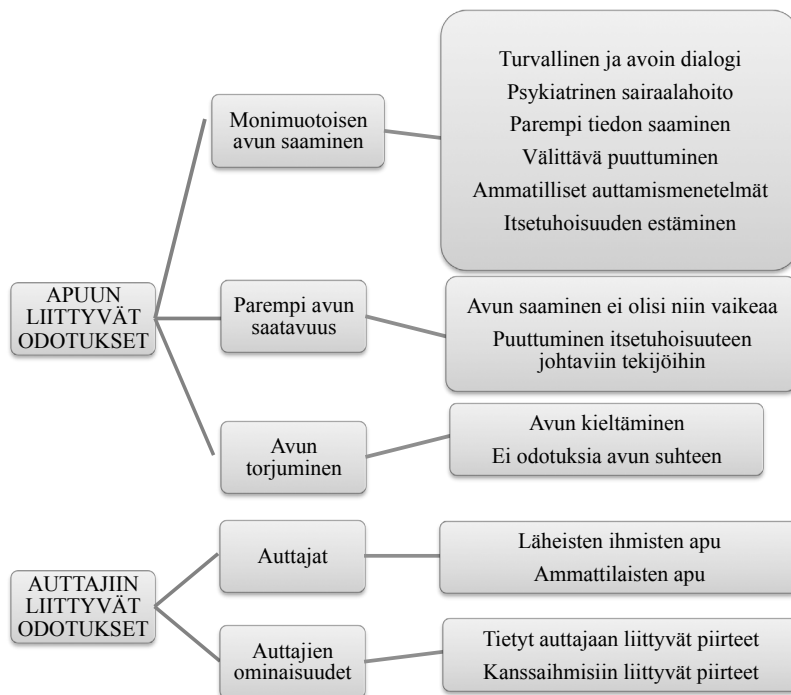 APUUN
LIITTYVÄT
ODOTUKSET
Monimuotoisen
avun saaminen
Turvallinen ja avoin dialogi
Psykiatrinen sairaalahoito
Parempi tiedon saaminen
Välittävä puuttuminen
Ammatilliset auttamismenetelmät
Itsetuhoisuuden estäminen
Parempi avun
saatavuus
Avun saaminen ei olisi niin vaikeaa
Puuttuminen itsetuhoisuuteen
johtaviin tekijöihin
Avun
torjuminen
Avun kieltäminen
Ei odotuksia avun suhteen
AUTTAJIIN
LIITTYVÄT
ODOTUKSET
Auttajat
Läheisten ihmisten apu
Ammattilaisten apu
Auttajien
ominaisuudet
Tietyt auttajaan liittyvät piirteet
Kanssaihmisiin liittyvät piirteet